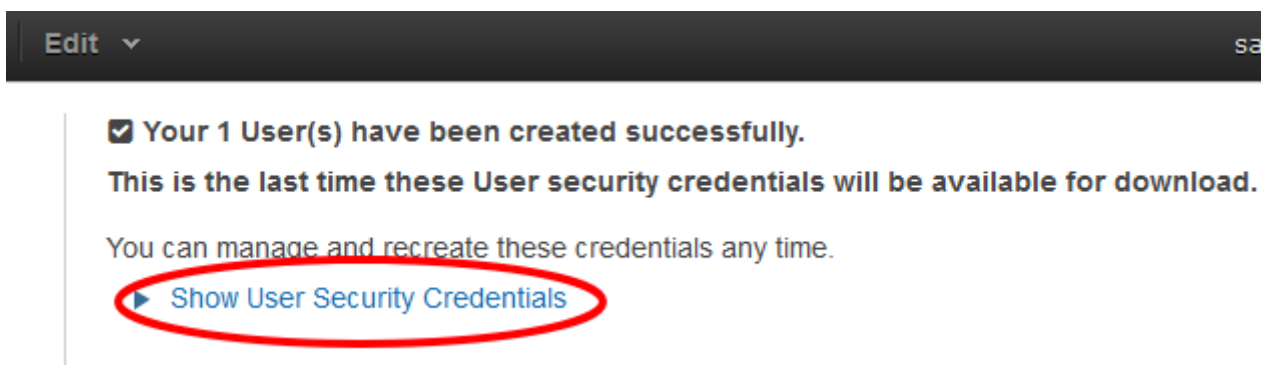 Edit
Your 1 User(s) have been created successfully.
This is the last time these User security credentials will be available for download.
You can manage and recreate these credentials any time.
Show User Security Credentials